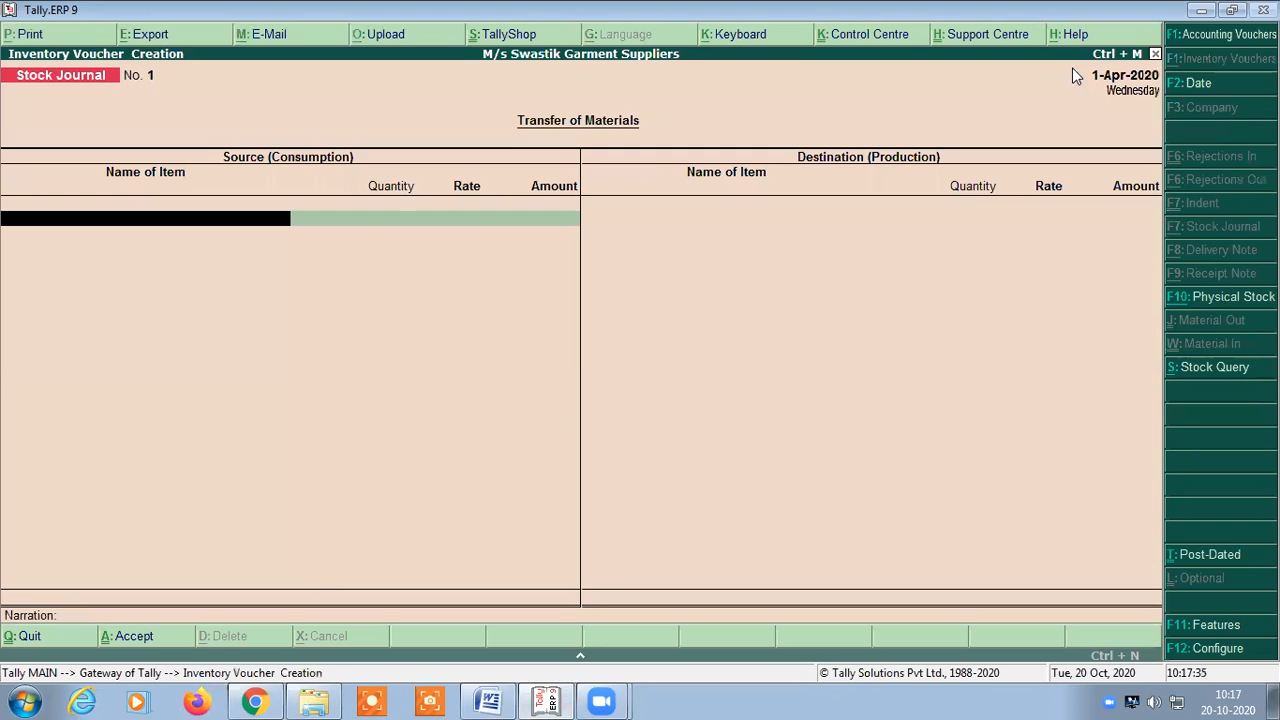 Tally.ERP 9
P: Print E: Export M: E-Mail O: Upload S: TallyShop G: Language K: Keyboard K: Control Centre H: Support Centre H: Help
Inventory Voucher Creation M/s Swastik Garment Suppliers Ctrl + M
Stock Journal No. 1 1-Apr-2020
Wednesday
Transfer of Materials
Source (Consumption) Destination (Production)
Name of Item Name of Item
Quantity Rate Amount Quantity Rate Amount
Narration:
Q: Quit A: Accept D: Delete X: Cancel
Ctrl + N
F1: Accounting Vouchers
F1: Inventory Vouchers
F2: Date
F3: Company
F6: Rejections In
F6: Rejections Out
F7: Indent
F7: Stock Journal
F8: Delivery Note
F9: Receipt Note
F10: Physical Stock
J: Material Out
W: Material In
S: Stock Query
T: Post-Dated
L: Optional
F11: Features
F12: Configure
Tally MAIN --> Gateway of Tally --> Inventory Voucher Creation © Tally Solutions Pvt Ltd., 1988-2020 Tue, 20 Oct, 2020 10:17:35
Tally ERP 9
10:17
20-10-2020